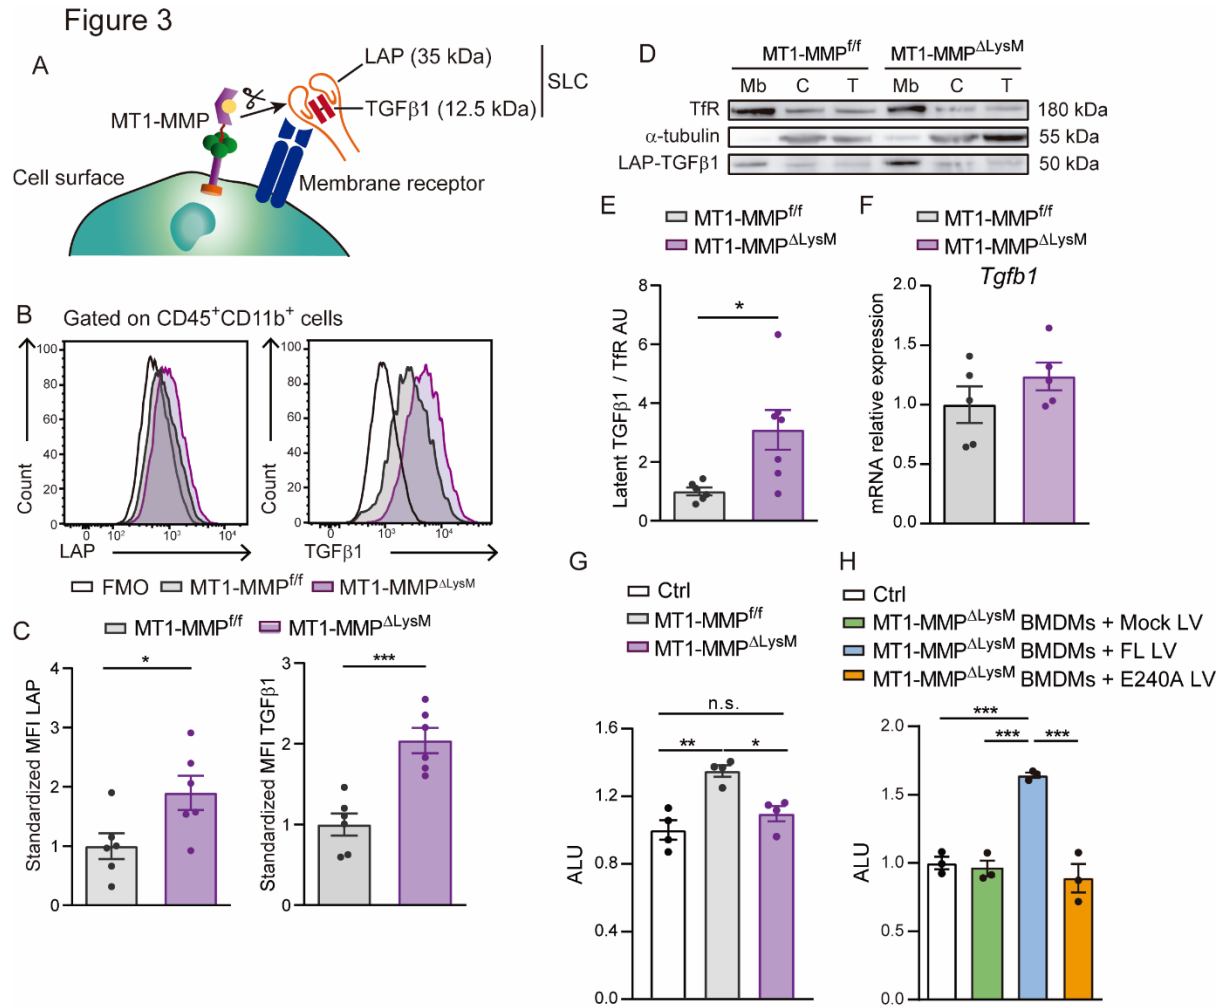 Figure 3
A
LAP (35 kDa)
TGFβ1 (12.5 kDa)
SLC
MT1-MMP
Cell surface
Membrane receptor
B
Gated on CD45+CD11b+ cells
Count
100
80
60
40
20
0
0
10²
10³
10⁴
LAP
Count
100
80
60
40
20
0
0
10³
10⁴
TGFβ1
FMO
MT1-MMP^f/f
MT1-MMP^ΔLysM
C
MT1-MMP^f/f
MT1-MMP^ΔLysM
Standardized MFI LAP
4
3
2
1
0
*
Standardized MFI TGFβ1
3
2
1
0
***
D
MT1-MMP^f/f
MT1-MMP^ΔLysM
Mb C T Mb C T
TfR 180 kDa
α-tubulin 55 kDa
LAP-TGFβ1 50 kDa
E
MT1-MMP^f/f
MT1-MMP^ΔLysM
Latent TGFβ1 / TfR AU
8
6
4
2
0
*
F
MT1-MMP^f/f
MT1-MMP^ΔLysM
Tgfb1
mRNA relative expression
2.0
1.5
1.0
0.5
0.0
G
Ctrl
MT1-MMP^f/f
MT1-MMP^ΔLysM
n.s.
** *
ALU
1.6
1.2
0.8
0.4
0.0
H
Ctrl
MT1-MMP^ΔLysM BMDMs + Mock LV
MT1-MMP^ΔLysM BMDMs + FL LV
MT1-MMP^ΔLysM BMDMs + E240A LV
***
*** ***
ALU
2.0
1.5
1.0
0.5
0.0